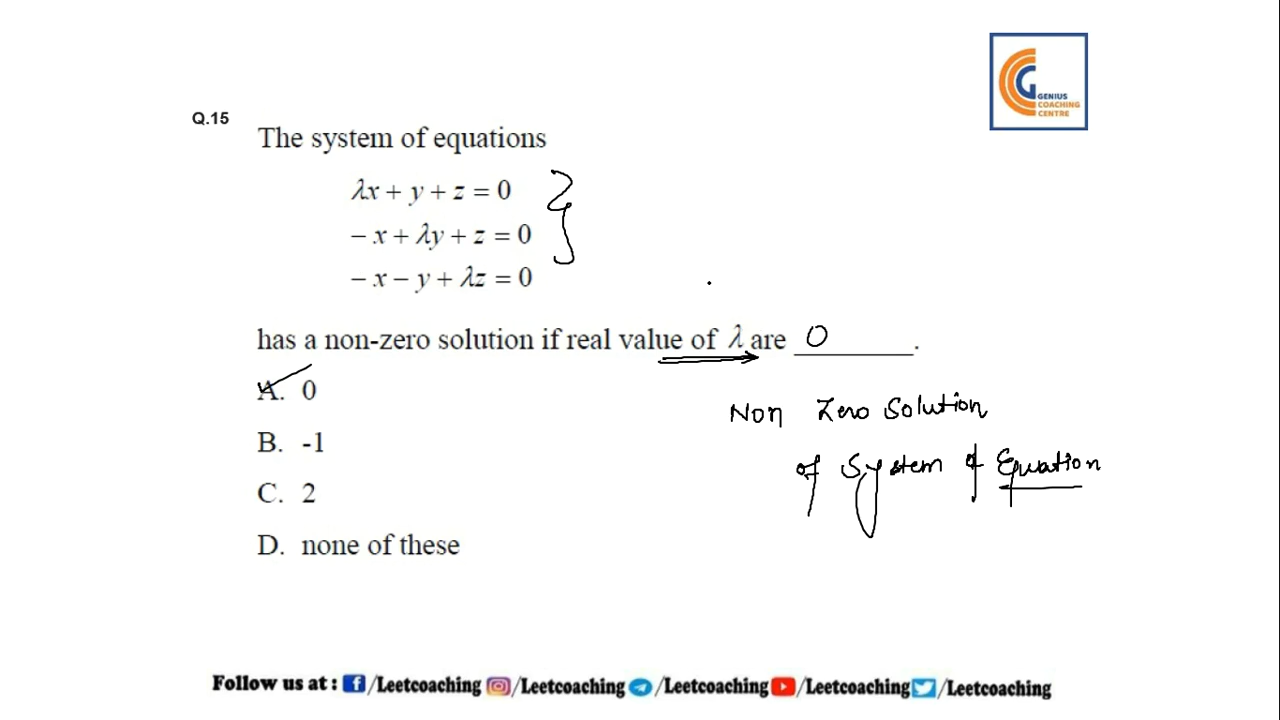 GENIUS
COACHING
CENTRE
Q.15
The system of equations
λx + y + z = 0
− x + λy + z = 0
− x − y + λz = 0
has a non-zero solution if real value of λ are 0 .
A. 0
B. -1
C. 2
D. none of these
Non Zero Solution
of System of Equation
Follow us at : /Leetcoaching /Leetcoaching /Leetcoaching /Leetcoaching /Leetcoaching